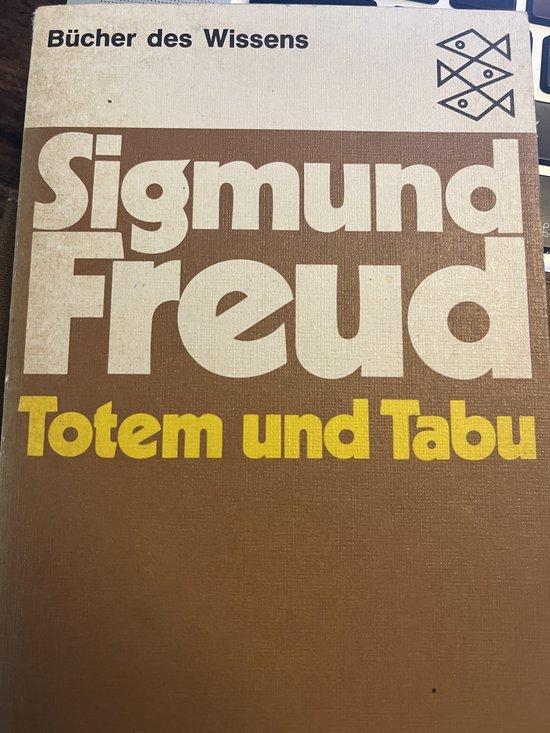 Bücher des Wissens
Sigmund
Freud
Totem und Tabu